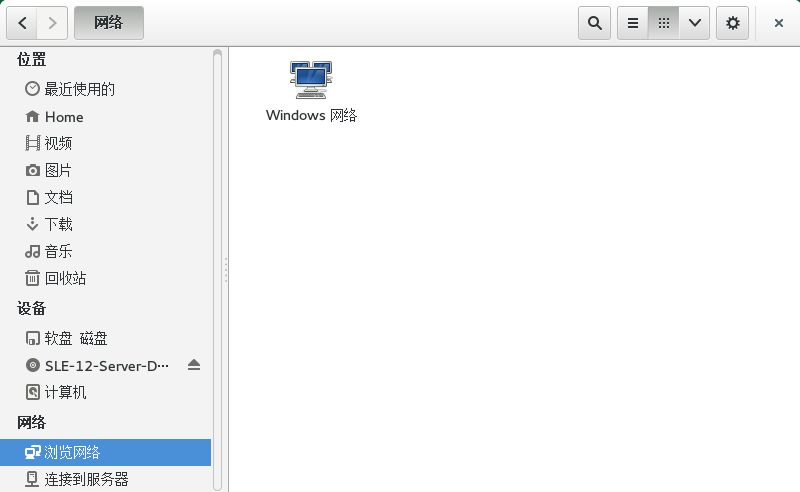 网络
位置
最近使用的
Home
视频
图片
文档
下载
音乐
回收站
设备
软盘 磁盘
SLE-12-Server-D···
计算机
网络
浏览网络
连接到服务器
Windows 网络